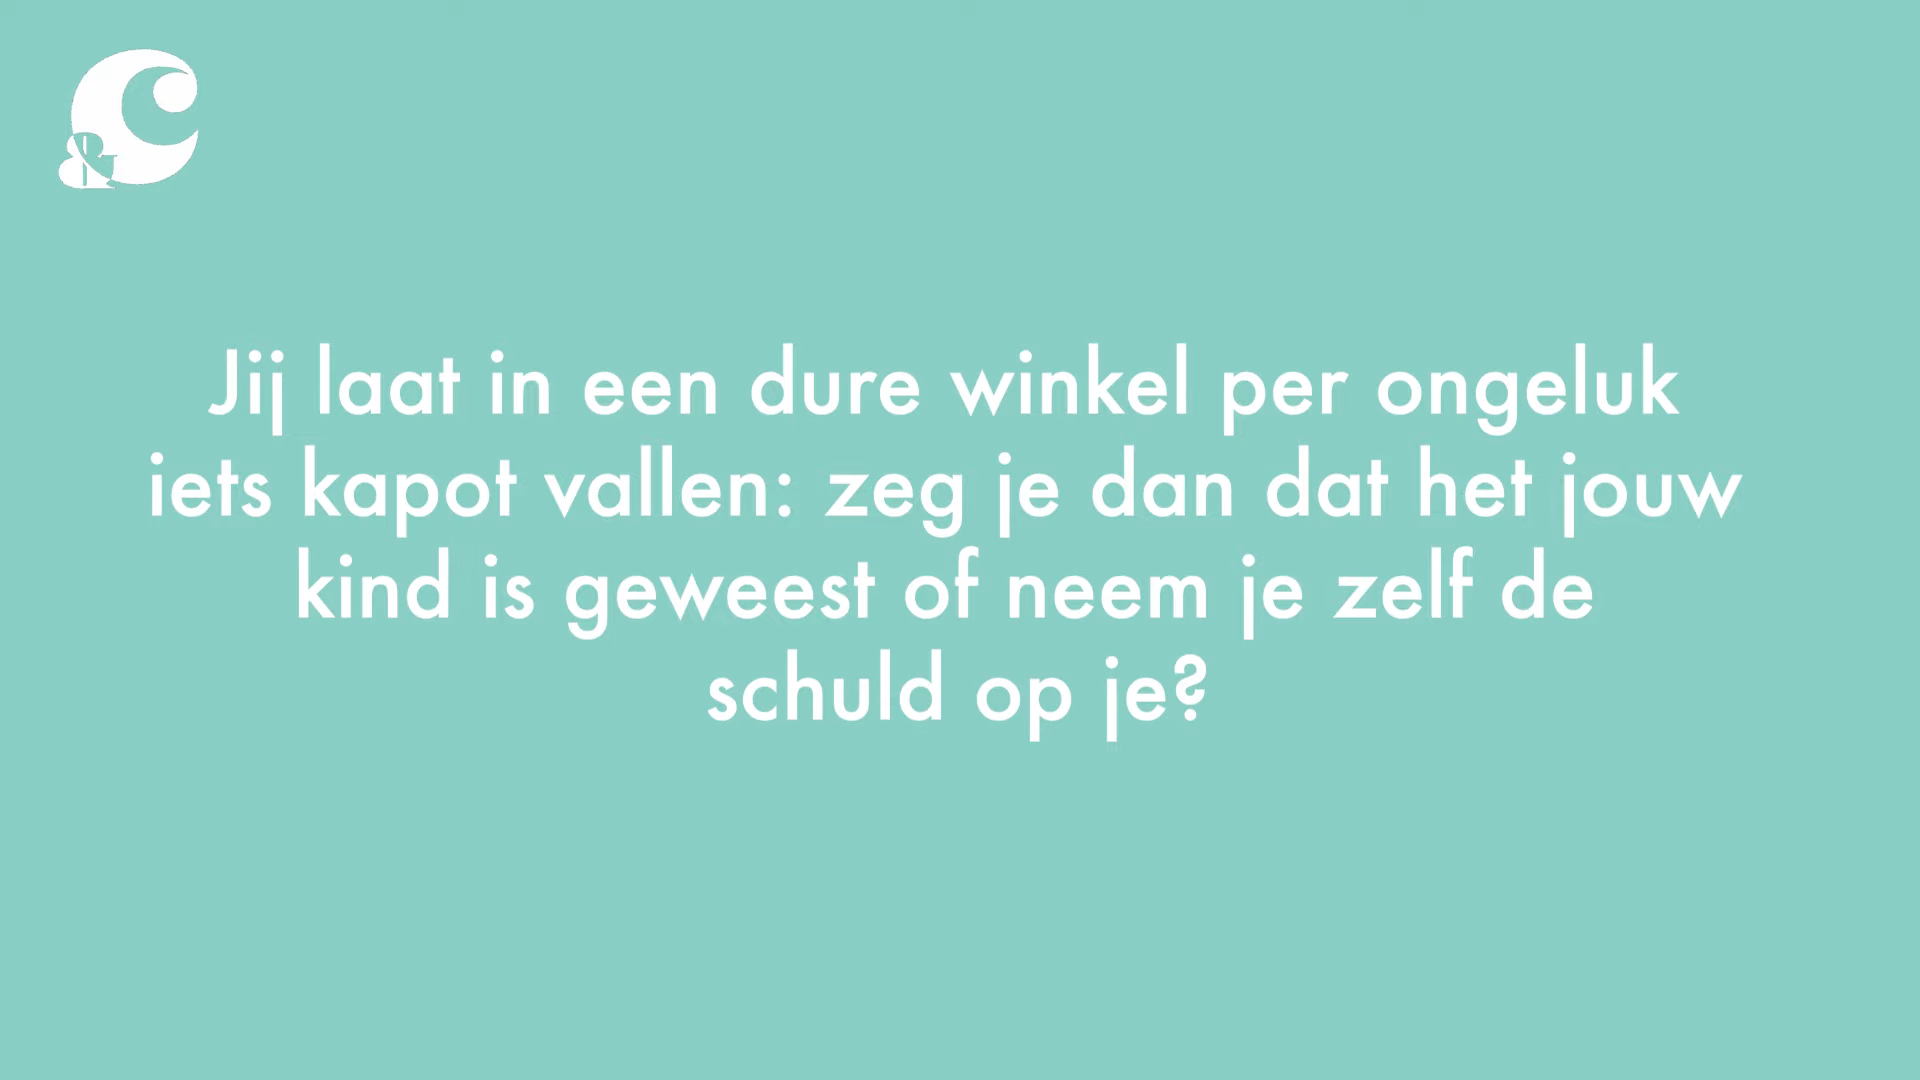 &C
Jij laat in een dure winkel per ongeluk
iets kapot vallen: zeg je dan dat het jouw
kind is geweest of neem je zelf de
schuld op je?